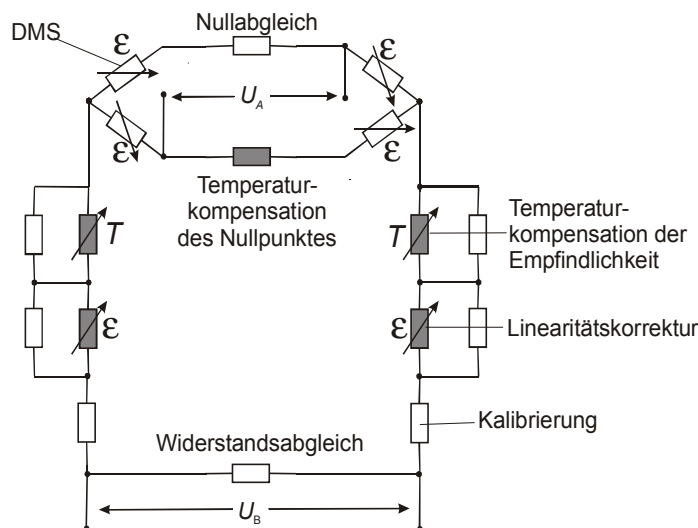 Nullabgleich
DMS
ε
ε
U_A
ε
ε
Temperatur-
kompensation
des Nullpunktes
T
T
Temperatur-
kompensation der
Empfindlichkeit
ε
ε
Linearitätskorrektur
Kalibrierung
Widerstandsabgleich
U_B